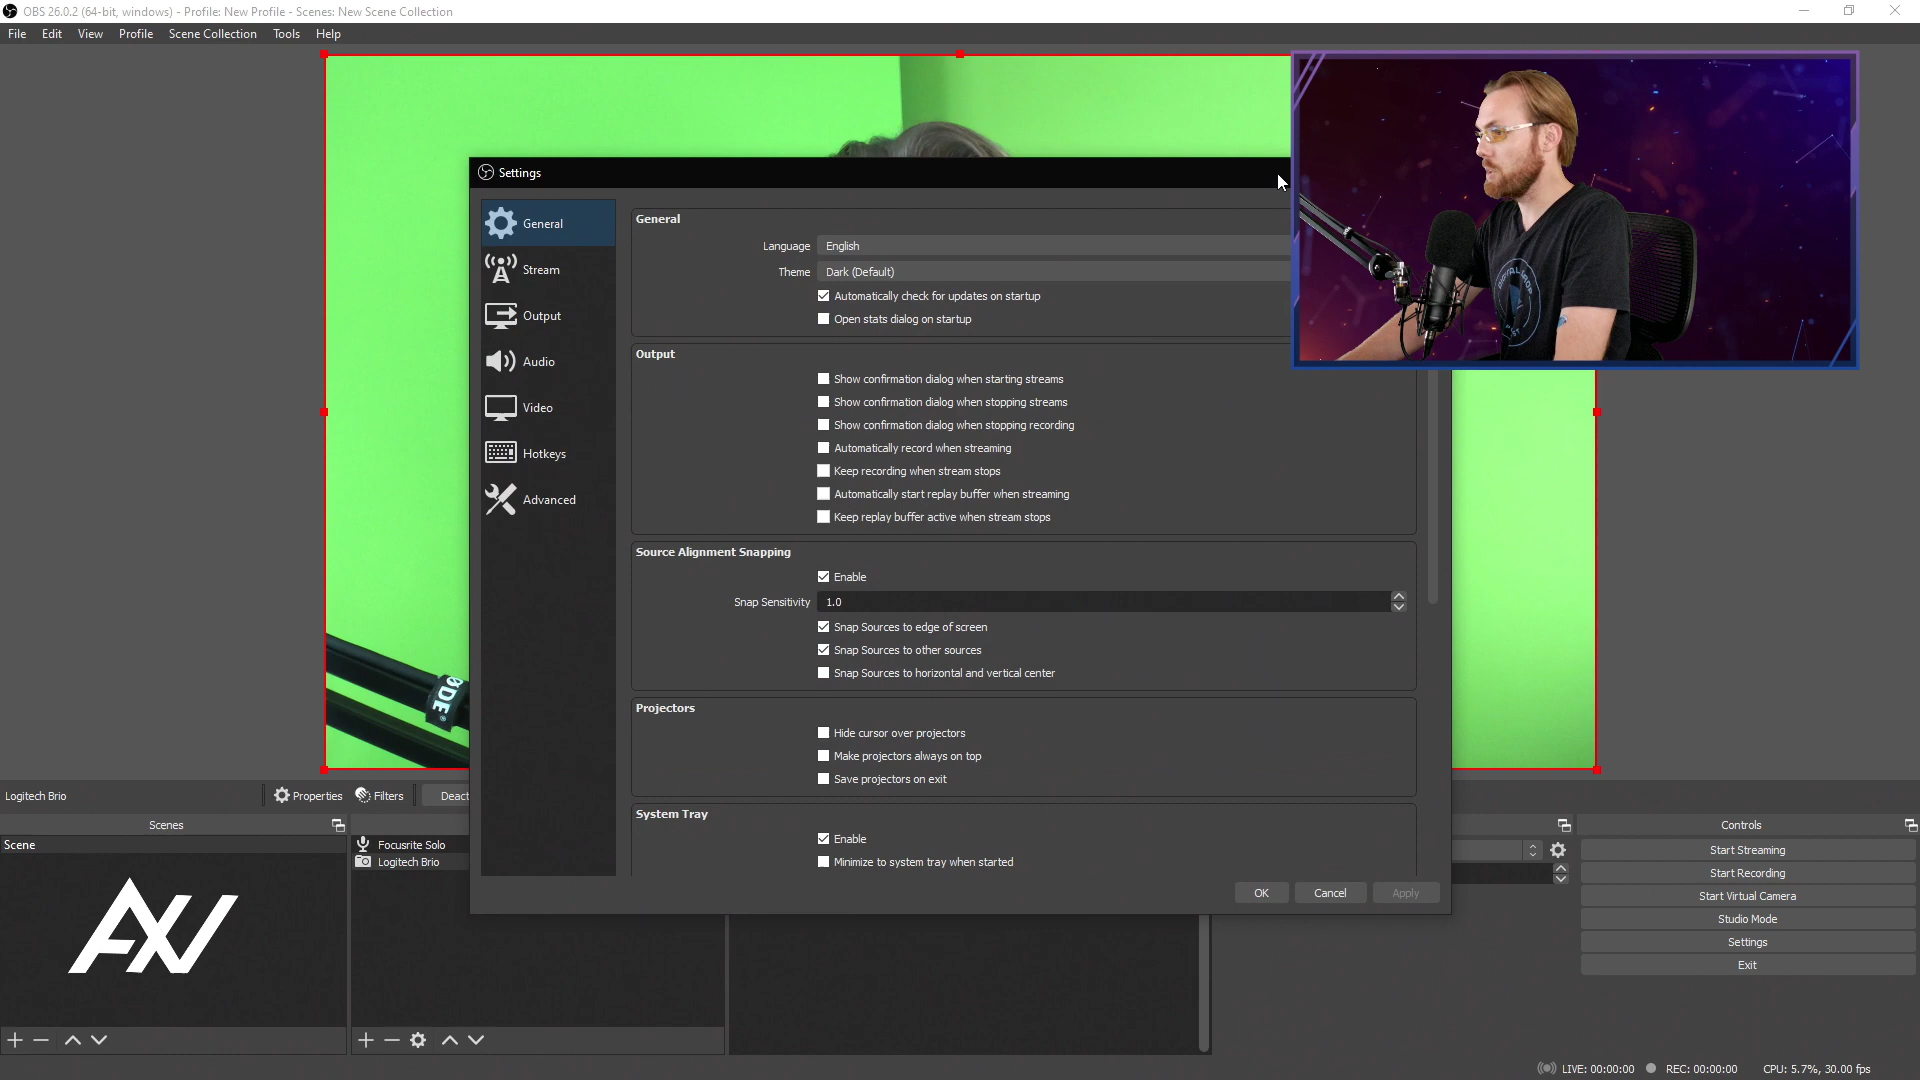 OBS 26.0.2 (64-bit, windows) - Profile: New Profile - Scenes: New Scene Collection
File Edit View Profile Scene Collection Tools Help
Settings
General
Stream
Output
Audio
Video
Hotkeys
Advanced
General
Language English
Theme Dark (Default)
Automatically check for updates on startup
Open stats dialog on startup
Output
Show confirmation dialog when starting streams
Show confirmation dialog when stopping streams
Show confirmation dialog when stopping recording
Automatically record when streaming
Keep recording when stream stops
Automatically start replay buffer when streaming
Keep replay buffer active when stream stops
Source Alignment Snapping
Enable
Snap Sensitivity 1.0
Snap Sources to edge of screen
Snap Sources to other sources
Snap Sources to horizontal and vertical center
Projectors
Hide cursor over projectors
Make projectors always on top
Save projectors on exit
System Tray
Enable
Minimize to system tray when started
OK Cancel Apply
ØDE
Logitech Brio Properties Filters Deact
Scenes
Scene
Focusrite Solo
Logitech Brio
Controls
Start Streaming
Start Recording
Start Virtual Camera
Studio Mode
Settings
Exit
LIVE: 00:00:00 REC: 00:00:00 CPU: 5.7%, 30.00 fps